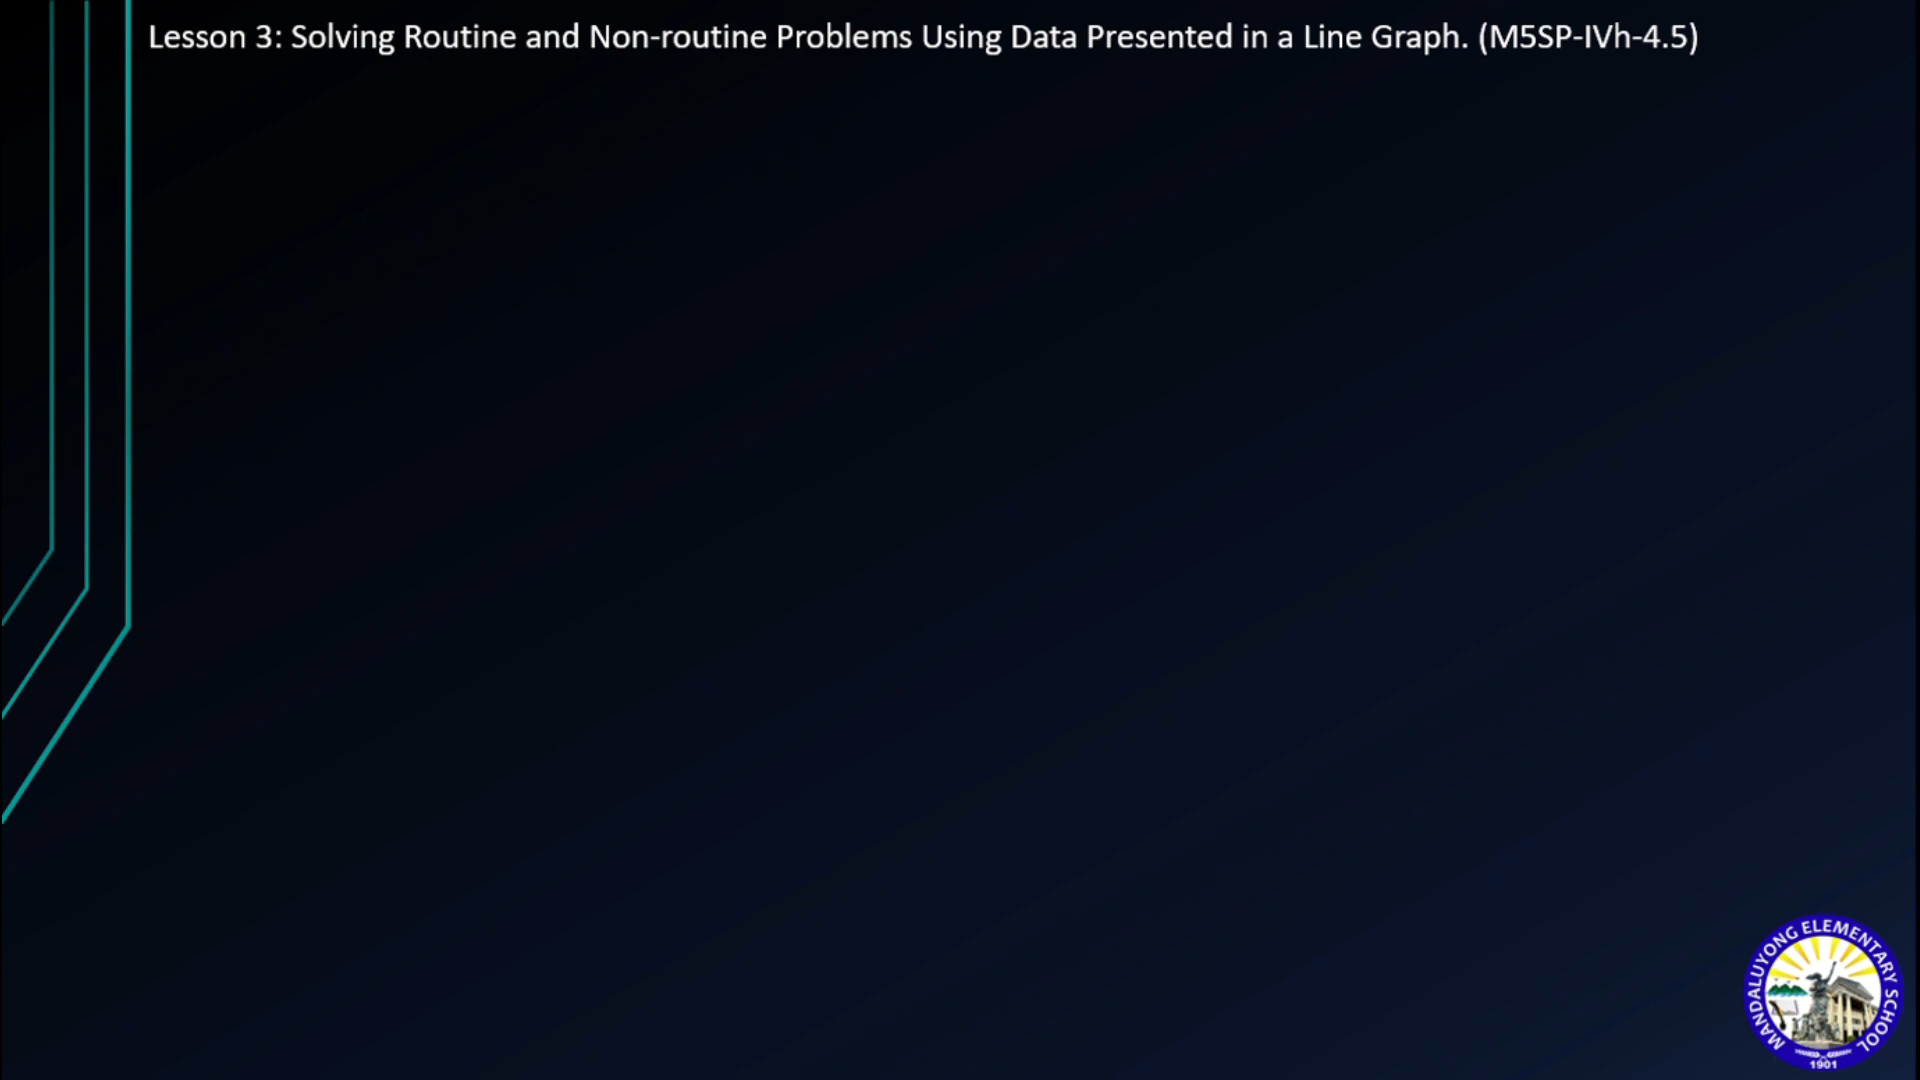 Lesson 3: Solving Routine and Non-routine Problems Using Data Presented in a Line Graph. (M5SP-IVh-4.5)
MANDALUYONG ELEMENTARY SCHOOL
1901